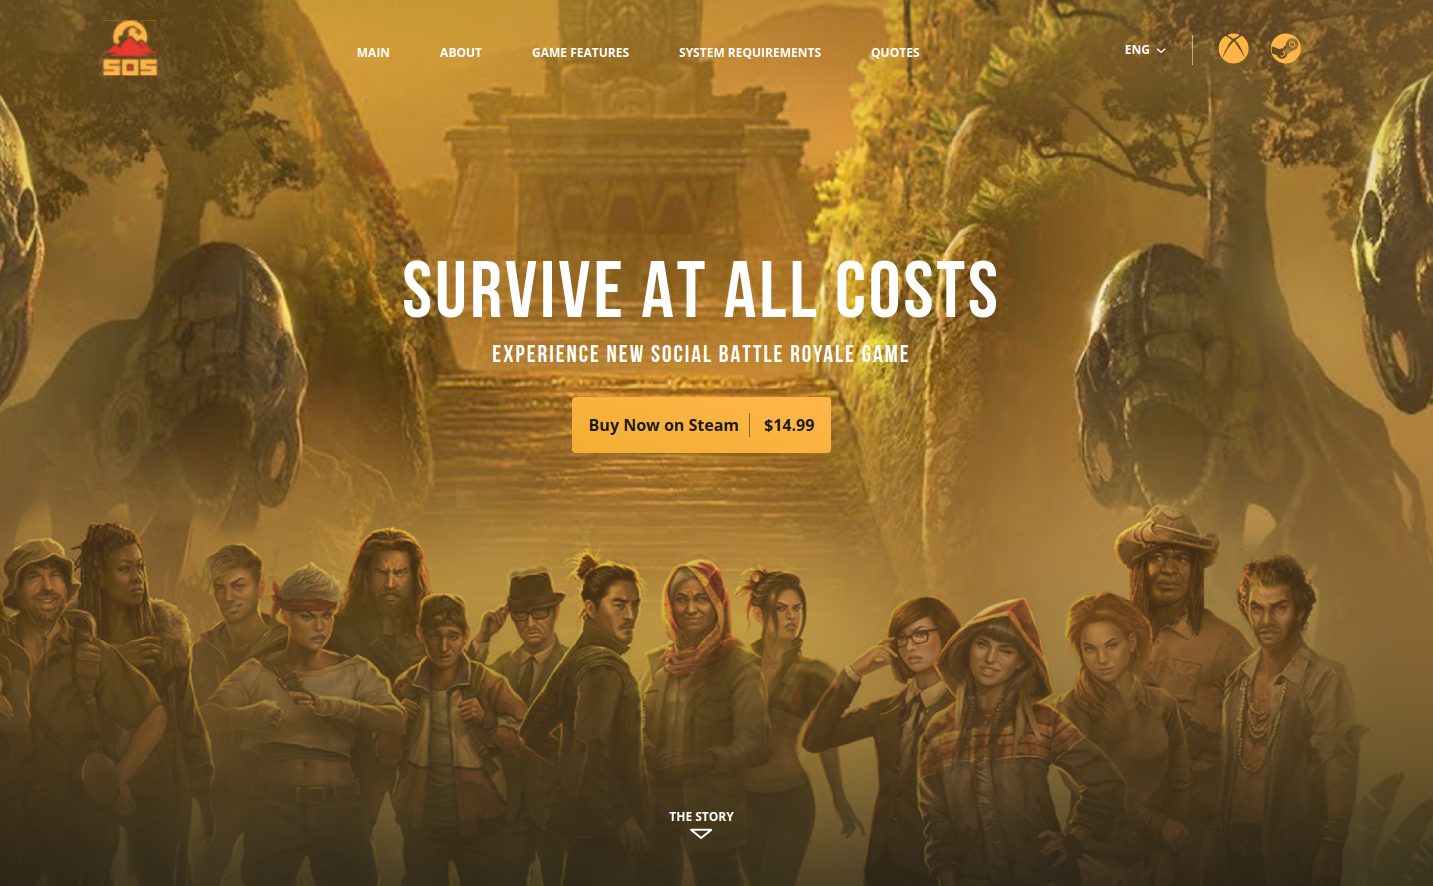 SOS
MAIN
ABOUT
GAME FEATURES
SYSTEM REQUIREMENTS
QUOTES
ENG
SURVIVE AT ALL COSTS
EXPERIENCE NEW SOCIAL BATTLE ROYALE GAME
Buy Now on Steam $14.99
THE STORY